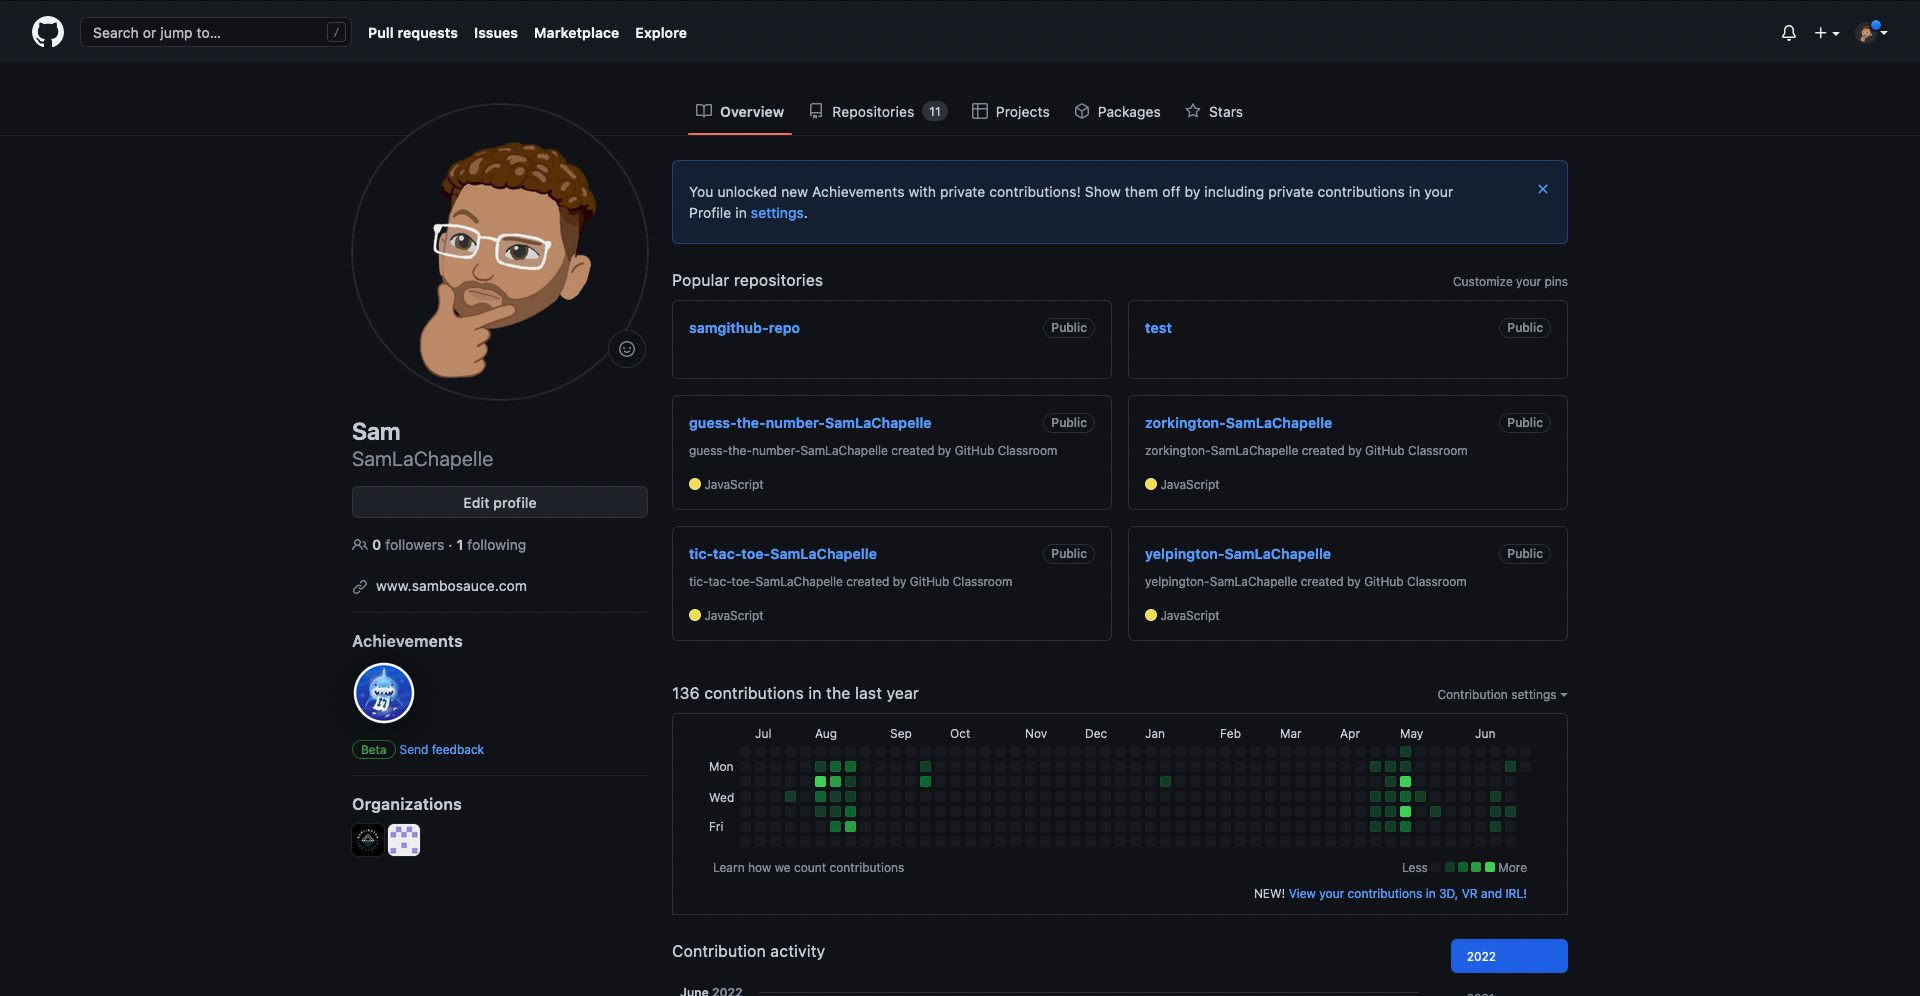 Search or jump to... /
Pull requests
Issues
Marketplace
Explore
Overview
Repositories 11
Projects
Packages
Stars
Sam
SamLaChapelle
Edit profile
0 followers · 1 following
www.sambosauce.com
Achievements
Beta Send feedback
Organizations
You unlocked new Achievements with private contributions! Show them off by including private contributions in your
Profile in settings.
Popular repositories
Customize your pins
samgithub-repo
Public
test
Public
guess-the-number-SamLaChapelle
Public
guess-the-number-SamLaChapelle created by GitHub Classroom
JavaScript
zorkington-SamLaChapelle
Public
zorkington-SamLaChapelle created by GitHub Classroom
JavaScript
tic-tac-toe-SamLaChapelle
Public
tic-tac-toe-SamLaChapelle created by GitHub Classroom
JavaScript
yelpington-SamLaChapelle
Public
yelpington-SamLaChapelle created by GitHub Classroom
JavaScript
136 contributions in the last year
Contribution settings
Jul Aug Sep Oct Nov Dec Jan Feb Mar Apr May Jun
Mon
Wed
Fri
Learn how we count contributions
Less More
NEW! View your contributions in 3D, VR and IRL!
Contribution activity
2022
June 2022